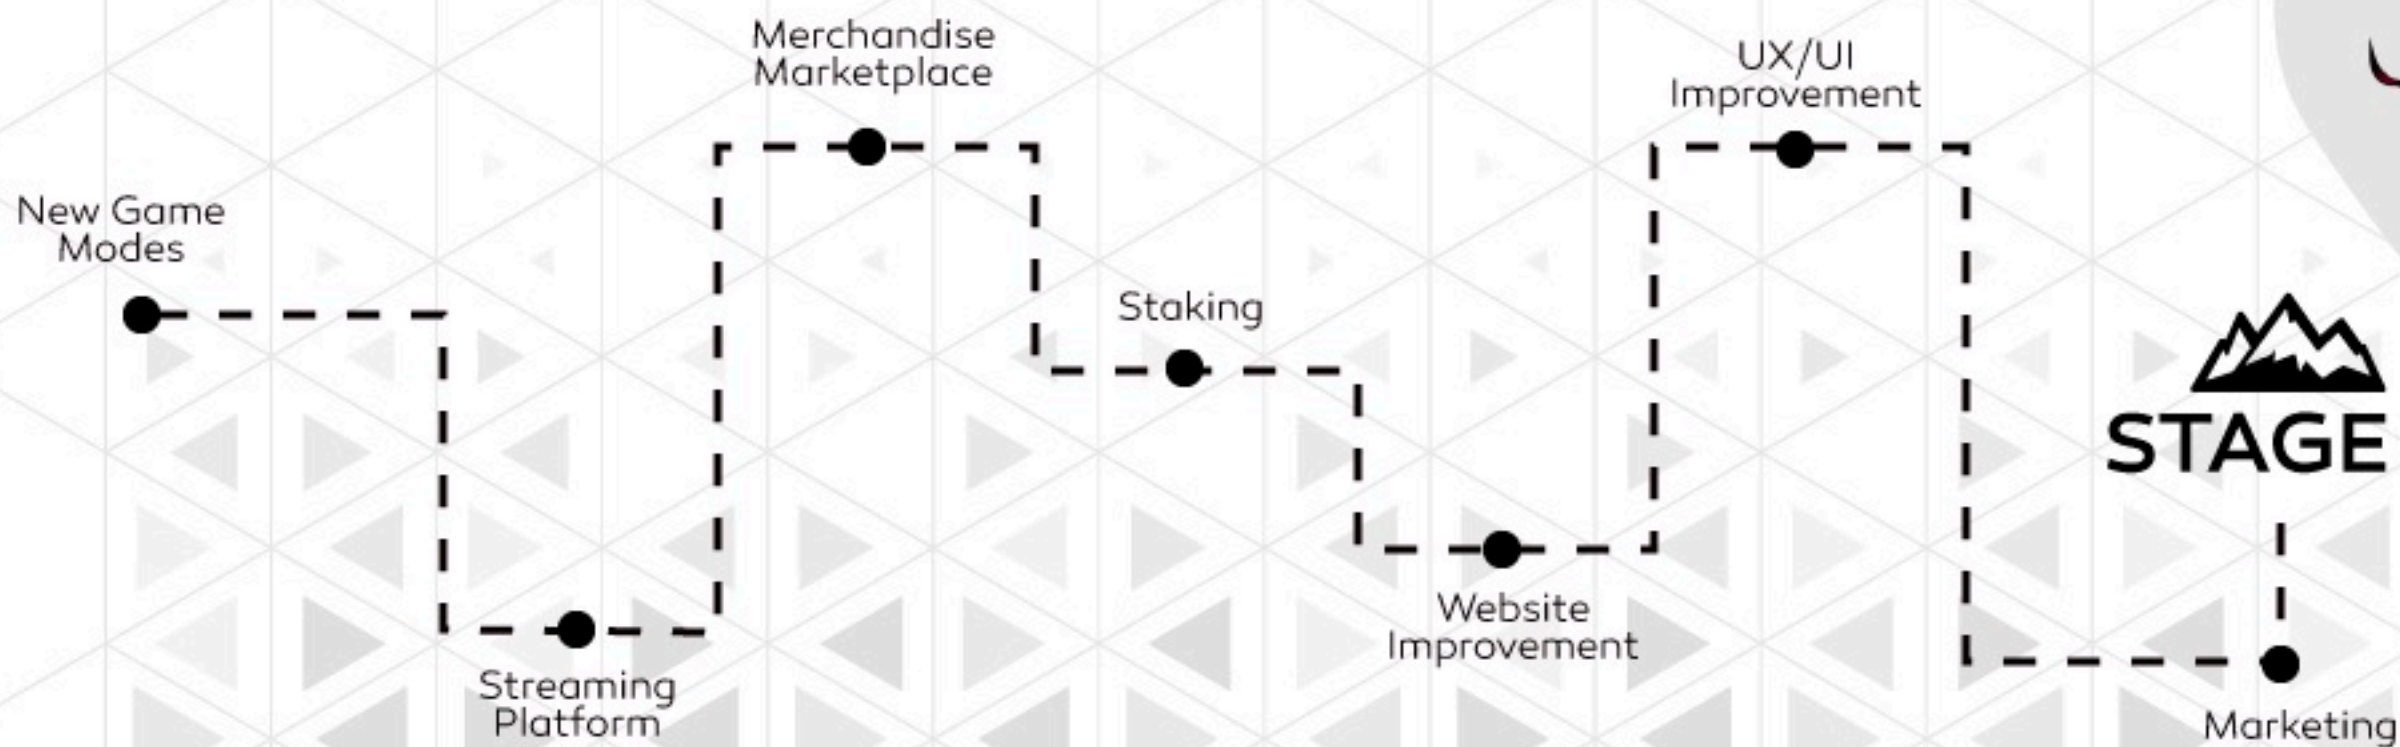 Merchandise
Marketplace
UX/UI
Improvement
New Game
Modes
Staking
STAGE
Website
Improvement
Streaming
Platform
Marketing